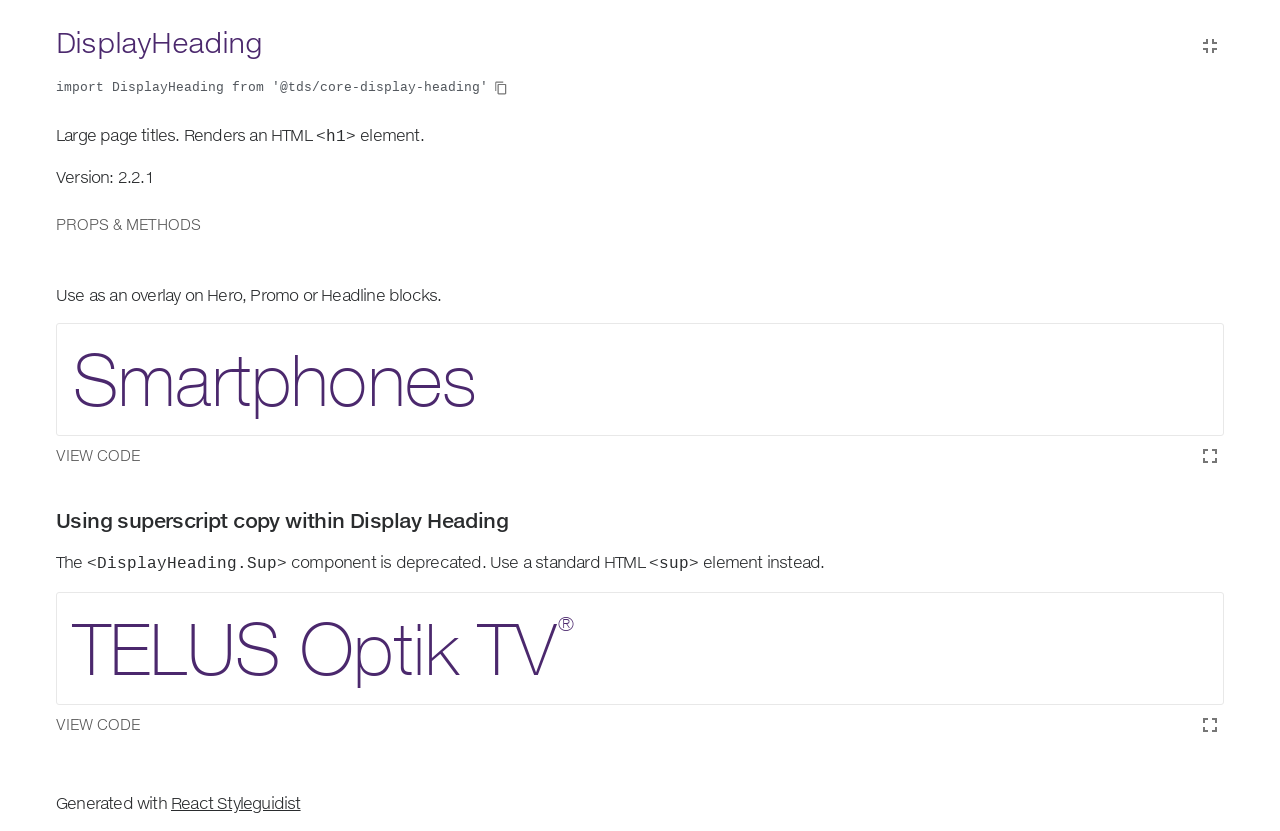 DisplayHeading
import DisplayHeading from '@tds/core-display-heading'
Large page titles. Renders an HTML <h1> element.
Version: 2.2.1
PROPS & METHODS
Use as an overlay on Hero, Promo or Headline blocks.
Smartphones
VIEW CODE
Using superscript copy within Display Heading
The <DisplayHeading.Sup> component is deprecated. Use a standard HTML <sup> element instead.
TELUS Optik TV®
VIEW CODE
Generated with React Styleguidist